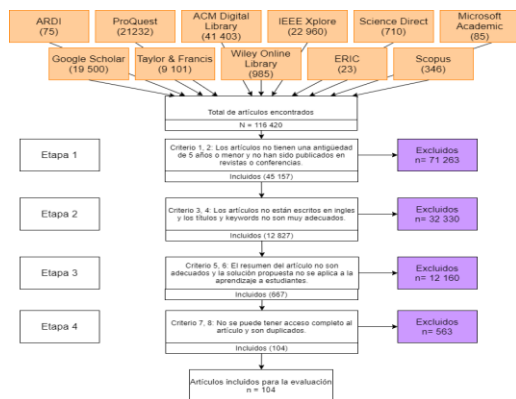 ARDI
(75)
ProQuest
(21232)
ACM Digital
Library
(41 403)
IEEE Xplore
(22 960)
Science Direct
(710)
Microsoft
Academic
(85)
Google Scholar
(19 500)
Taylor & Francis
(9 101)
Wiley Online
Library
(985)
ERIC
(23)
Scopus
(346)
Total de artículos encontrados
N = 116 420
Etapa 1
Criterio 1, 2: Los artículos no tienen una antigüedad
de 5 años o menor y no han sido publicados en
revistas o conferencias.
Incluidos (45 157)
Excluidos
n= 71 263
Etapa 2
Criterio 3, 4: Los artículos no están escritos en ingles
y los títulos y keywords no son muy adecuados.
Incluidos (12 827)
Excluidos
n= 32 330
Etapa 3
Criterio 5, 6: El resumen del artículo no son
adecuados y la solución propuesta no se aplica a la
aprendizaje a estudiantes.
Incluidos (667)
Excluidos
n= 12 160
Etapa 4
Criterio 7, 8: No se puede tener acceso completo al
artículo y son duplicados.
Incluidos (104)
Excluidos
n= 563
Artículos incluidos para la evaluación
n = 104